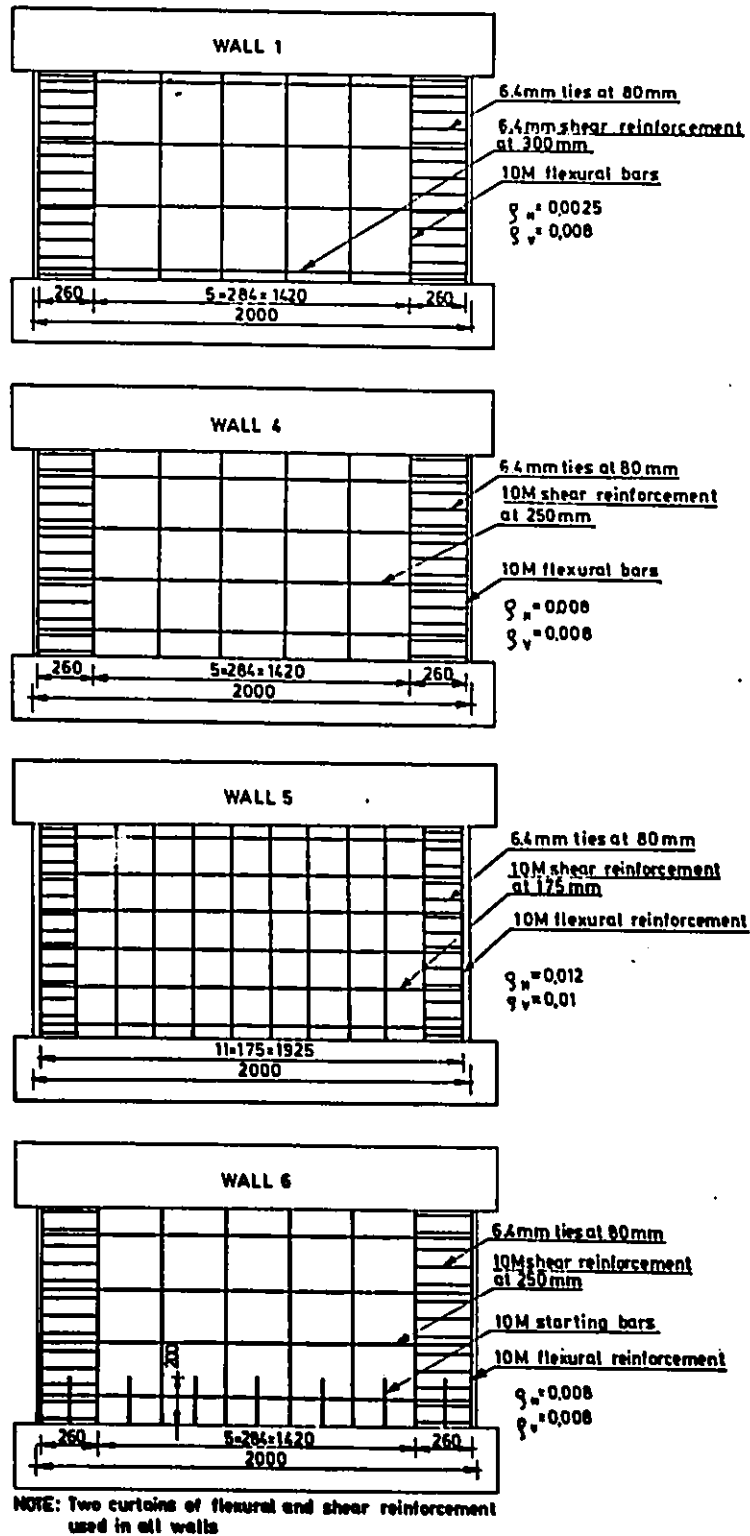 WALL 1
6.4mm ties at 80mm
6.4mm shear reinforcement
at 300mm
10M flexural bars
ρH = 0,0025
ρv = 0,008
260
5=284=1420
260
2000
WALL 4
6.4mm ties at 80mm
10M shear reinforcement
at 250mm
10M flexural bars
ρH = 0,008
ρv = 0,008
260
5=284=1420
260
2000
WALL 5
6.4mm ties at 80mm
10M shear reinforcement
at 175mm
10M flexural reinforcement
ρH = 0,012
ρv = 0,01
11=175=1925
2000
WALL 6
6.4mm ties at 80mm
10M shear reinforcement
at 250mm
10M starting bars
10M flexural reinforcement
200
ρH = 0,008
ρv = 0,008
260
5=284=1420
260
2000
NOTE: Two curtains of flexural and shear reinforcement
used in all walls